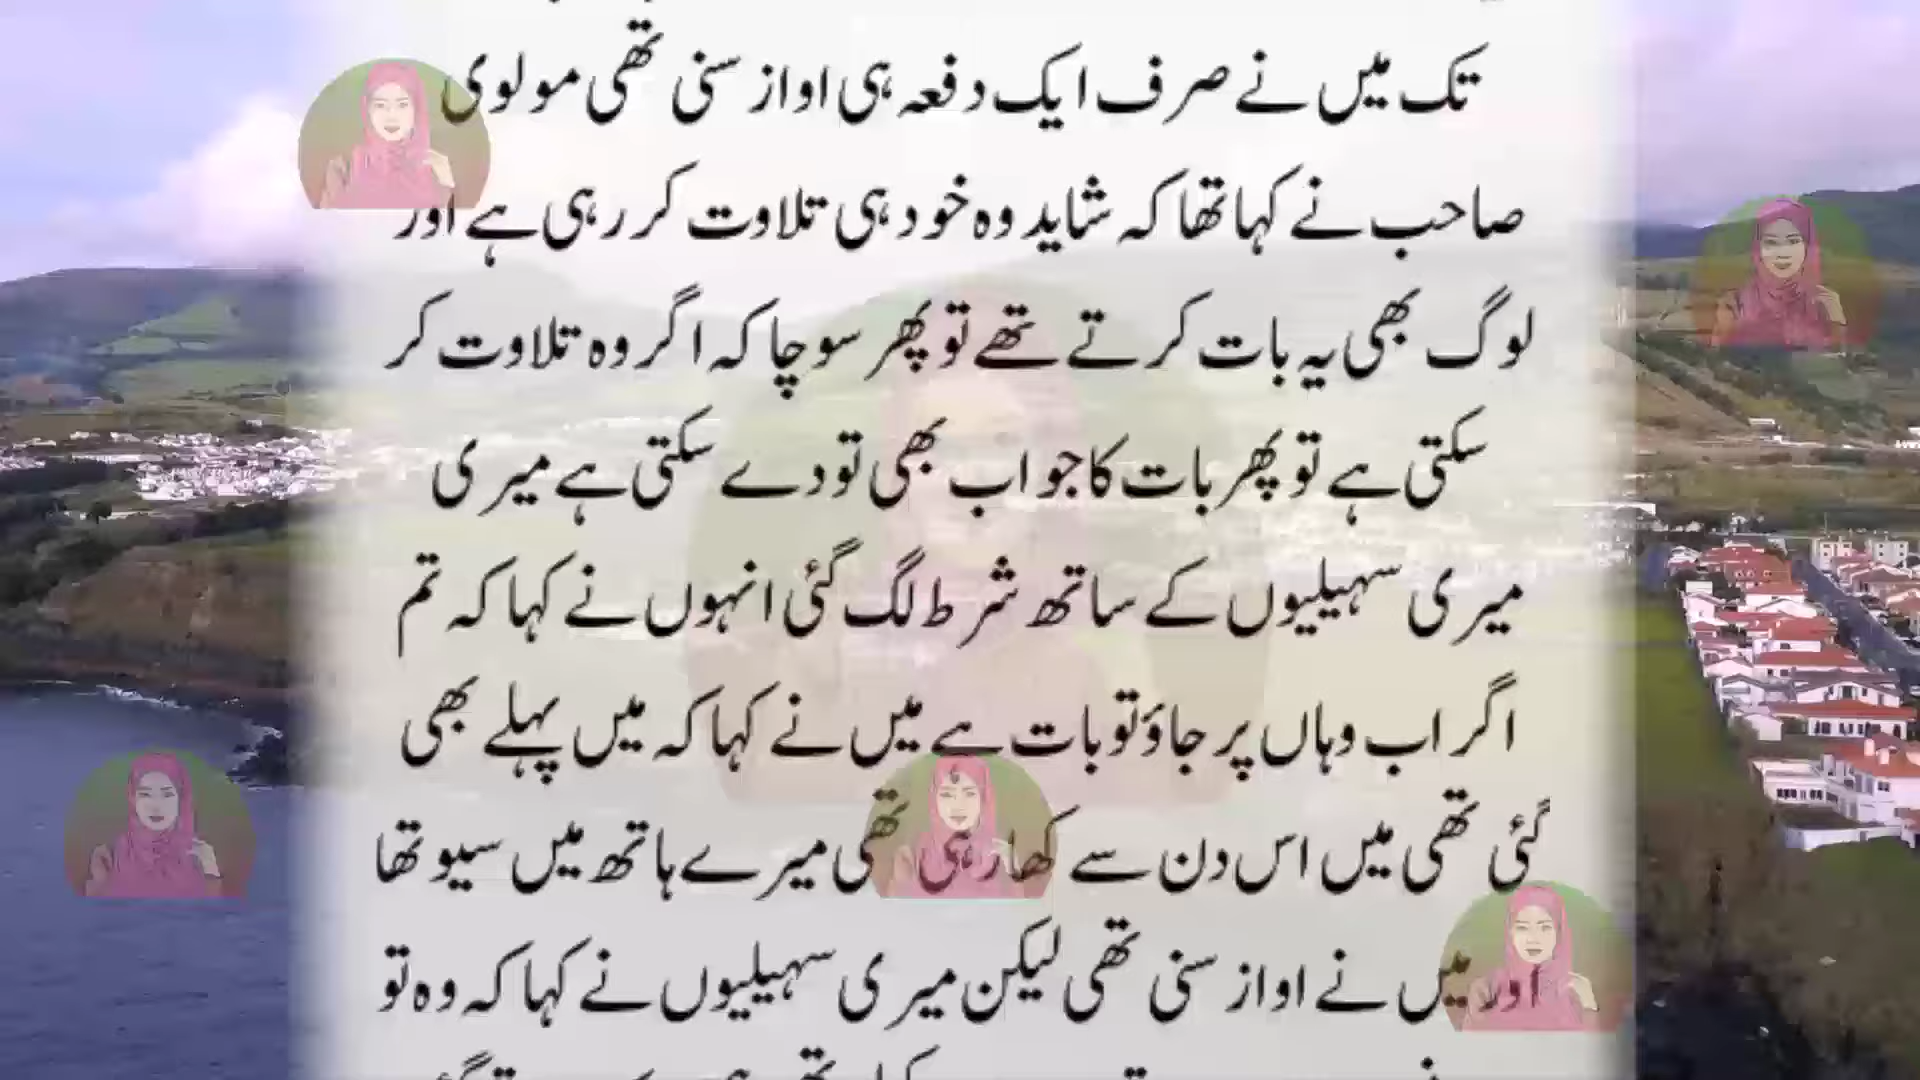 تک میں نے صرف ایک دفعہ ہی اواز سنی تھی مولوی
صاحب نے کہا تھا کہ شاید وہ خود ہی تلاوت کر رہی ہے اور
لوگ بھی یہ بات کرتے تھے تو پھر سوچا کہ اگر وہ تلاوت کر
سکتی ہے تو پھر بات کا جواب بھی تو دے سکتی ہے میری
میری سہیلیوں کے ساتھ شرط لگ گئی انہوں نے کہا کہ تم
اگر اب وہاں پر جاؤ تو بات ہے میں نے کہا کہ میں پہلے بھی
گئی تھی میں اس دن سے کھا رہی تھی میرے ہاتھ میں سیو تھا
اور میں نے اواز سنی تھی لیکن میری سہیلیوں نے کہا کہ وہ تو